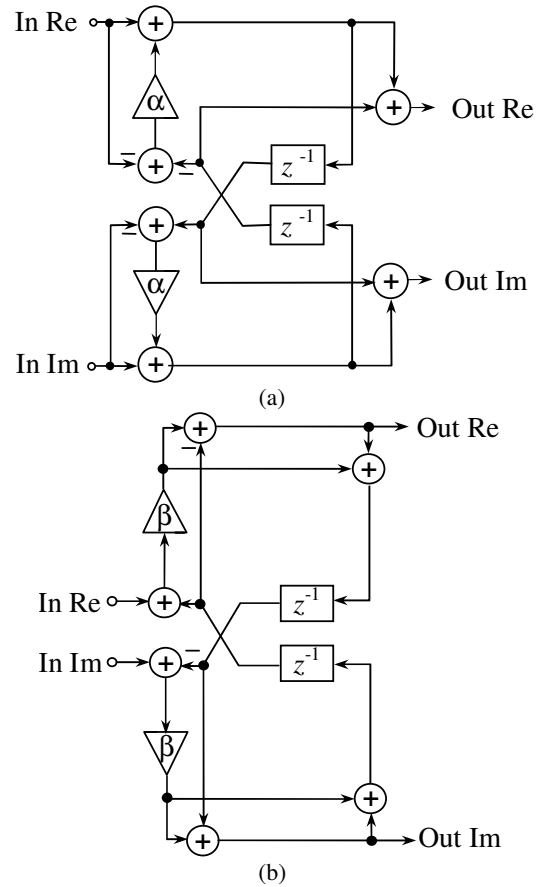 In Re
+
α
+
Out Re
−
+
−
z⁻¹
+
−
z⁻¹
α
+
Out Im
In Im
+
(a)
+
Out Re
−
+
β
z⁻¹
In Re
+
In Im
+
−
z⁻¹
β
+
+
Out Im
(b)